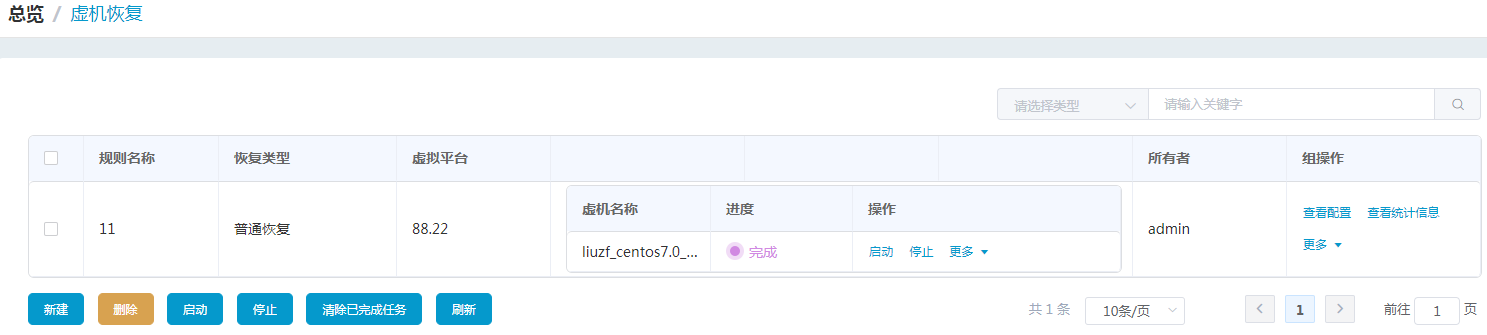 总览 / 虚机恢复
请选择类型 请输入关键字
规则名称 恢复类型 虚拟平台 所有者 组操作
虚机名称 进度 操作
查看配置 查看统计信息
11 普通恢复 88.22 admin
liuzf_centos7.0_... 完成 启动 停止 更多
更多
新建 删除 启动 停止 清除已完成任务 刷新 共 1 条 10条/页 1 前往 1 页